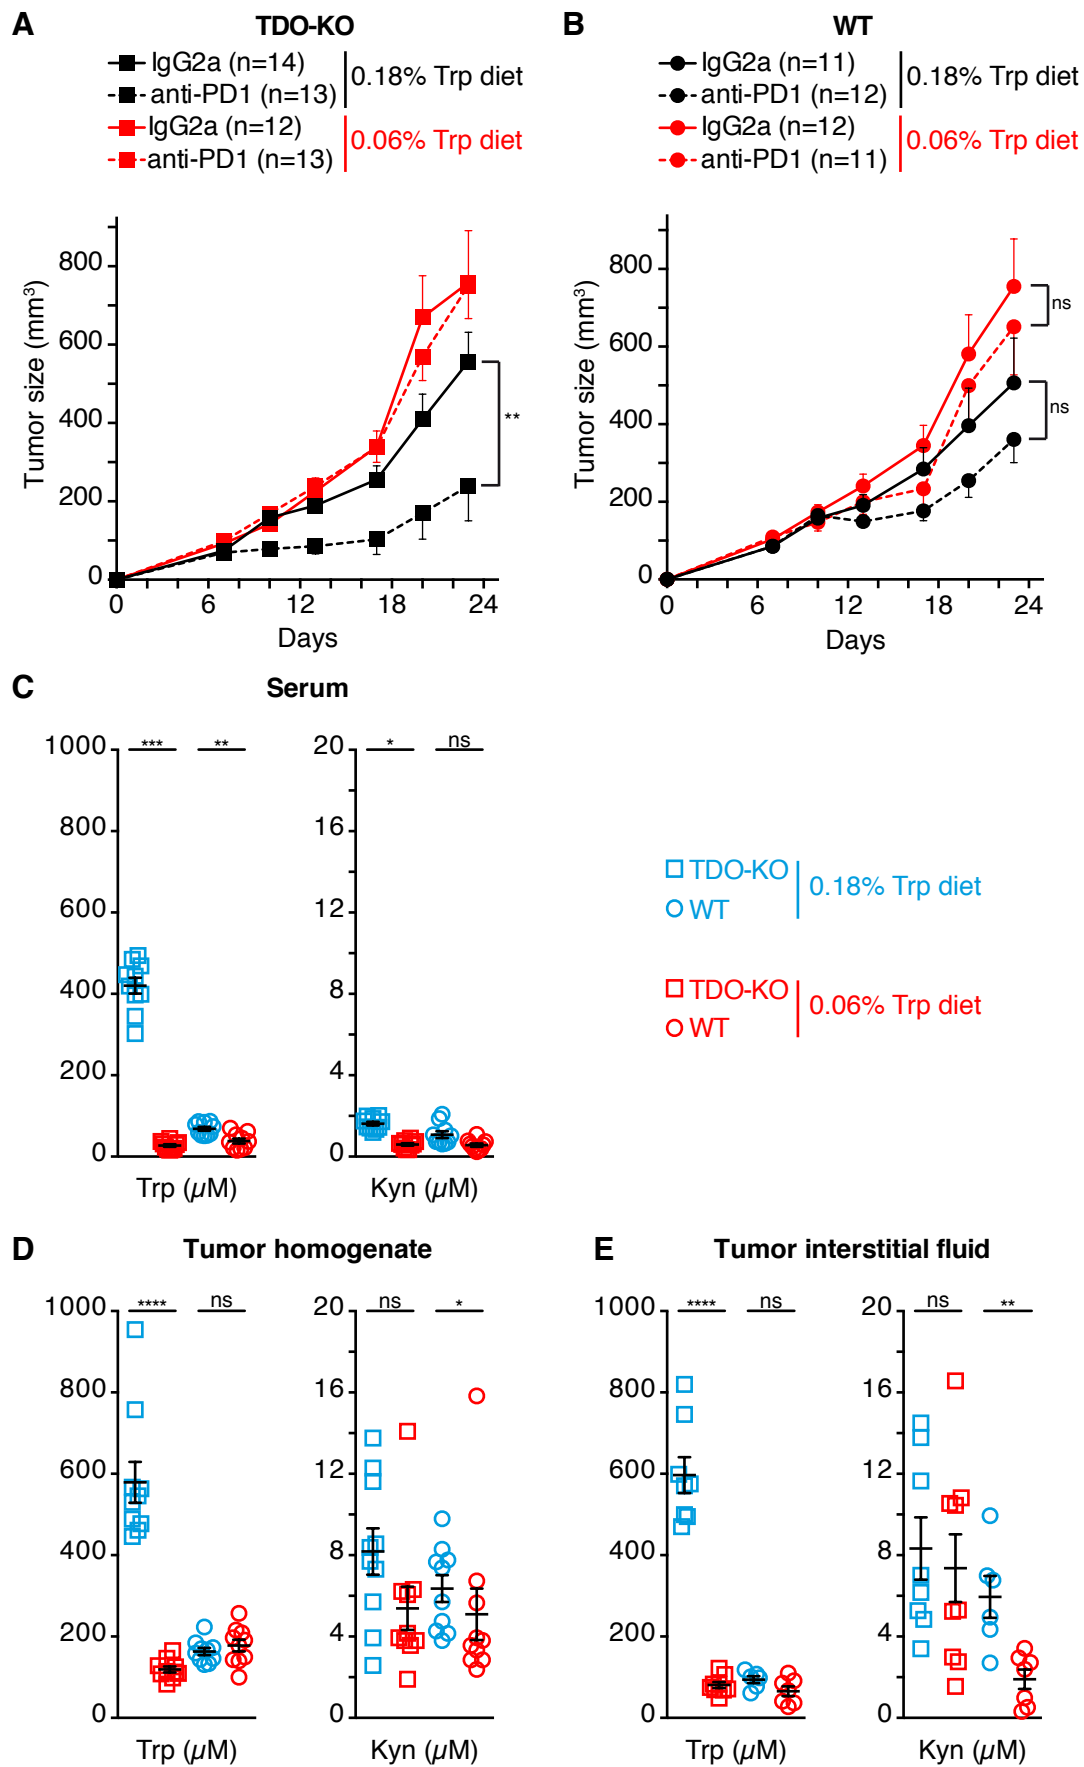 A
TDO-KO
IgG2a (n=14)
anti-PD1 (n=13)
0.18% Trp diet
IgG2a (n=12)
anti-PD1 (n=13)
0.06% Trp diet
Tumor size (mm³)
800
600
400
200
0
**
0 6 12 18 24
Days
B
WT
IgG2a (n=11)
anti-PD1 (n=12)
0.18% Trp diet
IgG2a (n=12)
anti-PD1 (n=11)
0.06% Trp diet
Tumor size (mm³)
800
600
400
200
0
ns
ns
0 6 12 18 24
Days
C
Serum
*** **
1000
800
600
400
200
0
Trp (µM)
* ns
20
16
12
8
4
0
Kyn (µM)
TDO-KO
WT
0.18% Trp diet
TDO-KO
WT
0.06% Trp diet
D
Tumor homogenate
**** ns
1000
800
600
400
200
0
Trp (µM)
ns *
20
16
12
8
4
0
Kyn (µM)
E
Tumor interstitial fluid
**** ns
1000
800
600
400
200
0
Trp (µM)
ns **
20
16
12
8
4
0
Kyn (µM)